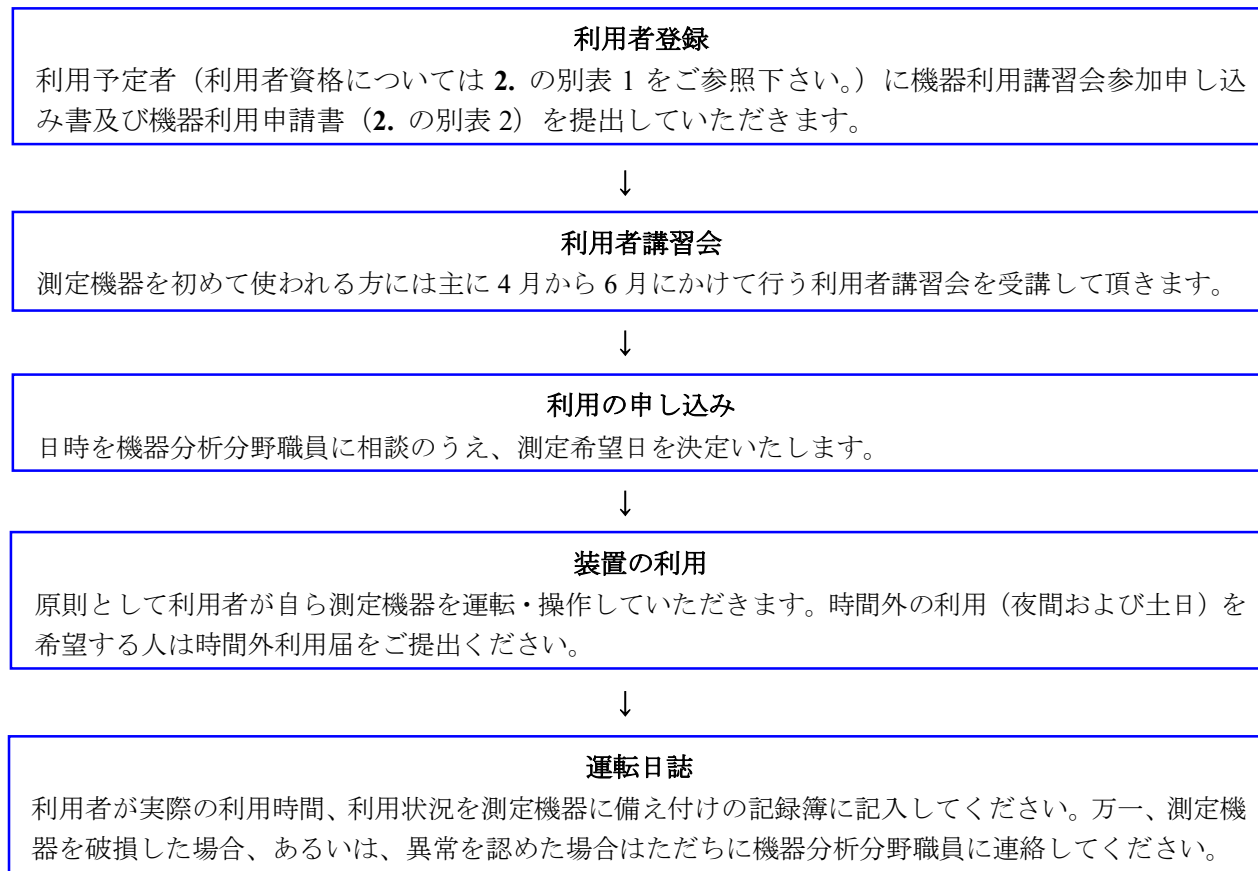 利用者登録
利用予定者（利用者資格については 2. の別表 1 をご参照下さい。）に機器利用講習会参加申し込
み書及び機器利用申請書（2. の別表 2）を提出していただきます。
↓
利用者講習会
測定機器を初めて使われる方には主に 4 月から 6 月にかけて行う利用者講習会を受講して頂きます。
↓
利用の申し込み
日時を機器分析分野職員に相談のうえ、測定希望日を決定いたします。
↓
装置の利用
原則として利用者が自ら測定機器を運転・操作していただきます。時間外の利用（夜間および土日）を
希望する人は時間外利用届をご提出ください。
↓
運転日誌
利用者が実際の利用時間、利用状況を測定機器に備え付けの記録簿に記入してください。万一、測定機
器を破損した場合、あるいは、異常を認めた場合はただちに機器分析分野職員に連絡してください。